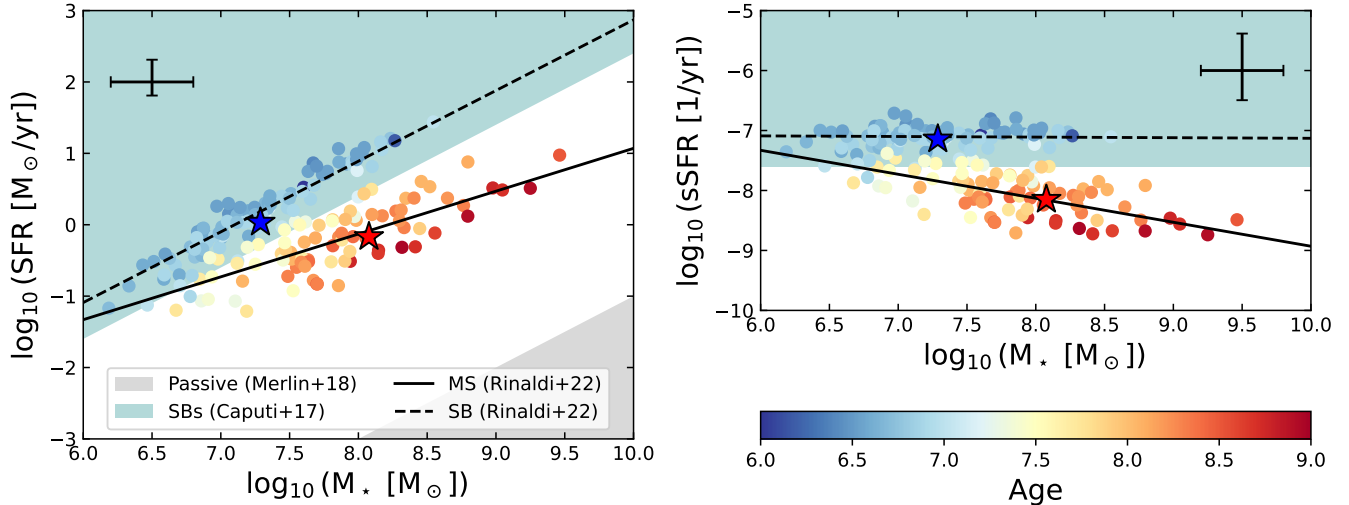 log₁₀(SFR [M⊙/yr])
3
2
1
0
−1
−2
−3
Passive (Merlin+18)
SBs (Caputi+17)
MS (Rinaldi+22)
SB (Rinaldi+22)
6.0 6.5 7.0 7.5 8.0 8.5 9.0 9.5 10.0
log₁₀(M⋆ [M⊙])
log₁₀(sSFR [1/yr])
−5
−6
−7
−8
−9
−10
6.0 6.5 7.0 7.5 8.0 8.5 9.0 9.5 10.0
log₁₀(M⋆ [M⊙])
6.0 6.5 7.0 7.5 8.0 8.5 9.0
Age